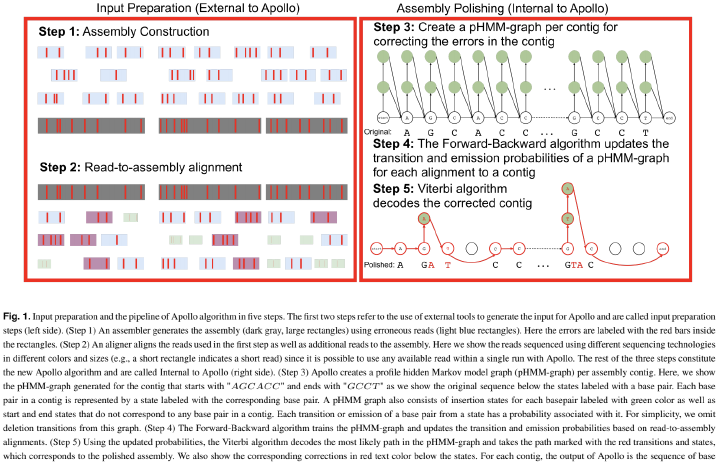 Input Preparation (External to Apollo)
Assembly Polishing (Internal to Apollo)
Step 1: Assembly Construction
Step 2: Read-to-assembly alignment
Step 3: Create a pHMM-graph per contig for
correcting the errors in the contig
start A G C A C C ... G C C T end
Original: A G C A C C ... G C C T
Step 4: The Forward-Backward algorithm updates the
transition and emission probabilities of a pHMM-graph
for each alignment to a contig
Step 5: Viterbi algorithm
decodes the corrected contig
A
A
T
start A G T C C G C end
Polished: A GA T C C ... GTA C
Fig. 1. Input preparation and the pipeline of Apollo algorithm in five steps. The first two steps refer to the use of external tools to generate the input for Apollo and are called input preparation
steps (left side). (Step 1) An assembler generates the assembly (dark gray, large rectangles) using erroneous reads (light blue rectangles). Here the errors are labeled with the red bars inside
the rectangles. (Step 2) An aligner aligns the reads used in the first step as well as additional reads to the assembly. Here we show the reads sequenced using different sequencing technologies
in different colors and sizes (e.g., a short rectangle indicates a short read) since it is possible to use any available read within a single run with Apollo. The rest of the three steps constitute
the new Apollo algorithm and are called Internal to Apollo (right side). (Step 3) Apollo creates a profile hidden Markov model graph (pHMM-graph) per assembly contig. Here, we show
the pHMM-graph generated for the contig that starts with "AGCACC" and ends with "GCCT" as we show the original sequence below the states labeled with a base pair. Each base
pair in a contig is represented by a state labeled with the corresponding base pair. A pHMM graph also consists of insertion states for each basepair labeled with green color as well as
start and end states that do not correspond to any base pair in a contig. Each transition or emission of a base pair from a state has a probability associated with it. For simplicity, we omit
deletion transitions from this graph. (Step 4) The Forward-Backward algorithm trains the pHMM-graph and updates the transition and emission probabilities based on read-to-assembly
alignments. (Step 5) Using the updated probabilities, the Viterbi algorithm decodes the most likely path in the pHMM-graph and takes the path marked with the red transitions and states,
which corresponds to the polished assembly. We also show the corresponding corrections in red text color below the states. For each contig, the output of Apollo is the sequence of base